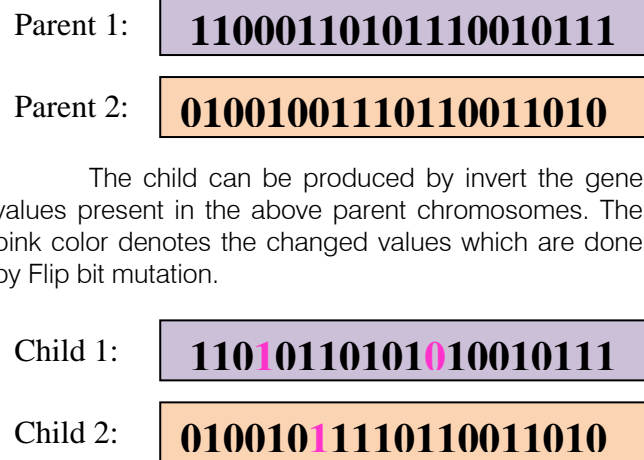 Parent 1: 11000110101110010111
Parent 2: 01001001110110011010
The child can be produced by invert the gene
values present in the above parent chromosomes. The
pink color denotes the changed values which are done
by Flip bit mutation.
Child 1: 11010110101010010111
Child 2: 01001011110110011010